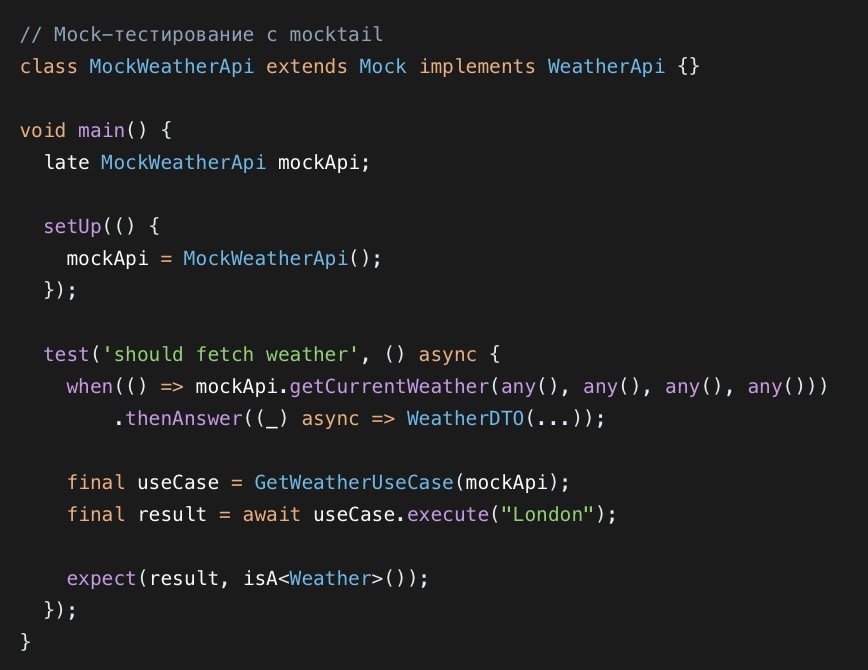 // Mock-тестирование с mocktail
class MockWeatherApi extends Mock implements WeatherApi {}
void main() {
  late MockWeatherApi mockApi;
  setUp(() {
    mockApi = MockWeatherApi();
  });
  test('should fetch weather', () async {
    when(() => mockApi.getCurrentWeather(any(), any(), any(), any()))
        .thenAnswer((_) async => WeatherDTO(...));
    final useCase = GetWeatherUseCase(mockApi);
    final result = await useCase.execute("London");
    expect(result, isA<Weather>());
  });
}